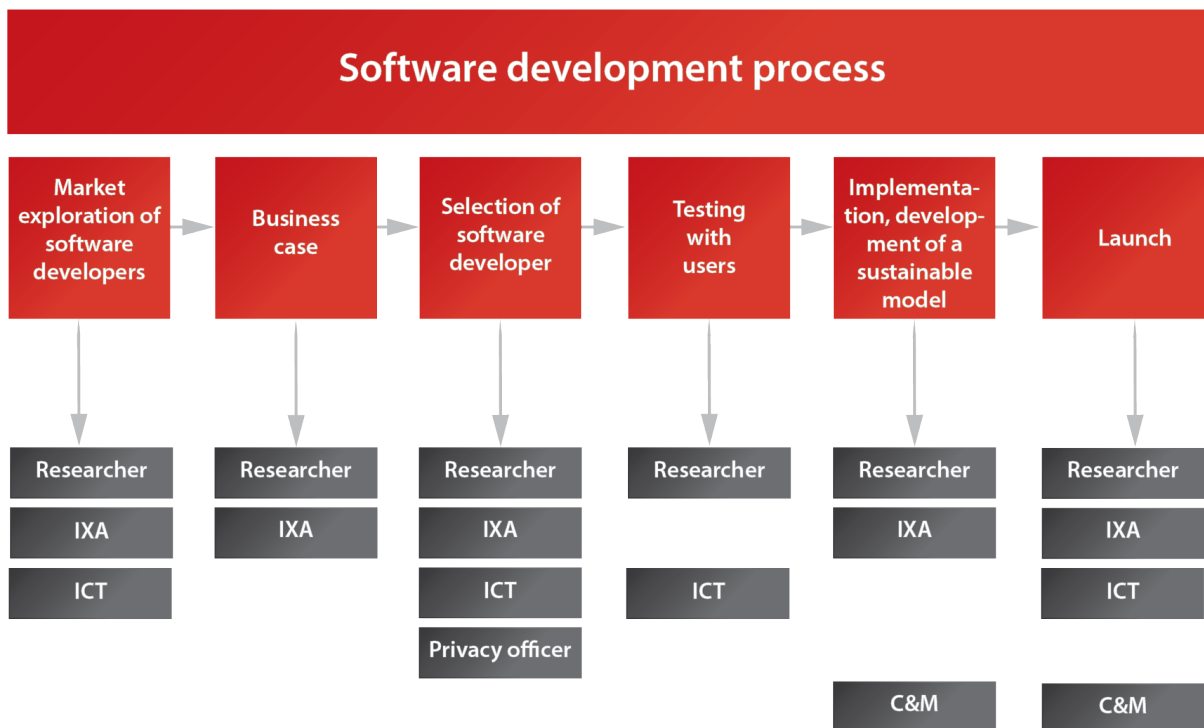 Software development process
Market
exploration of
software
developers
Business
case
Selection of
software
developer
Testing
with
users
Implementa-
tion, develop-
ment of a
sustainable
model
Launch
Researcher
IXA
ICT
Researcher
IXA
Researcher
IXA
ICT
Privacy officer
Researcher
ICT
Researcher
IXA
C&M
Researcher
IXA
ICT
C&M